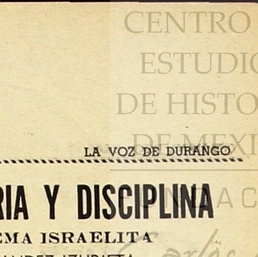 CENTRO
ESTUDIO
DE HISTO
DE MEXI
LA VOZ DE DURANGO
RIA Y DISCIPLINA
EMA ISRAELITA